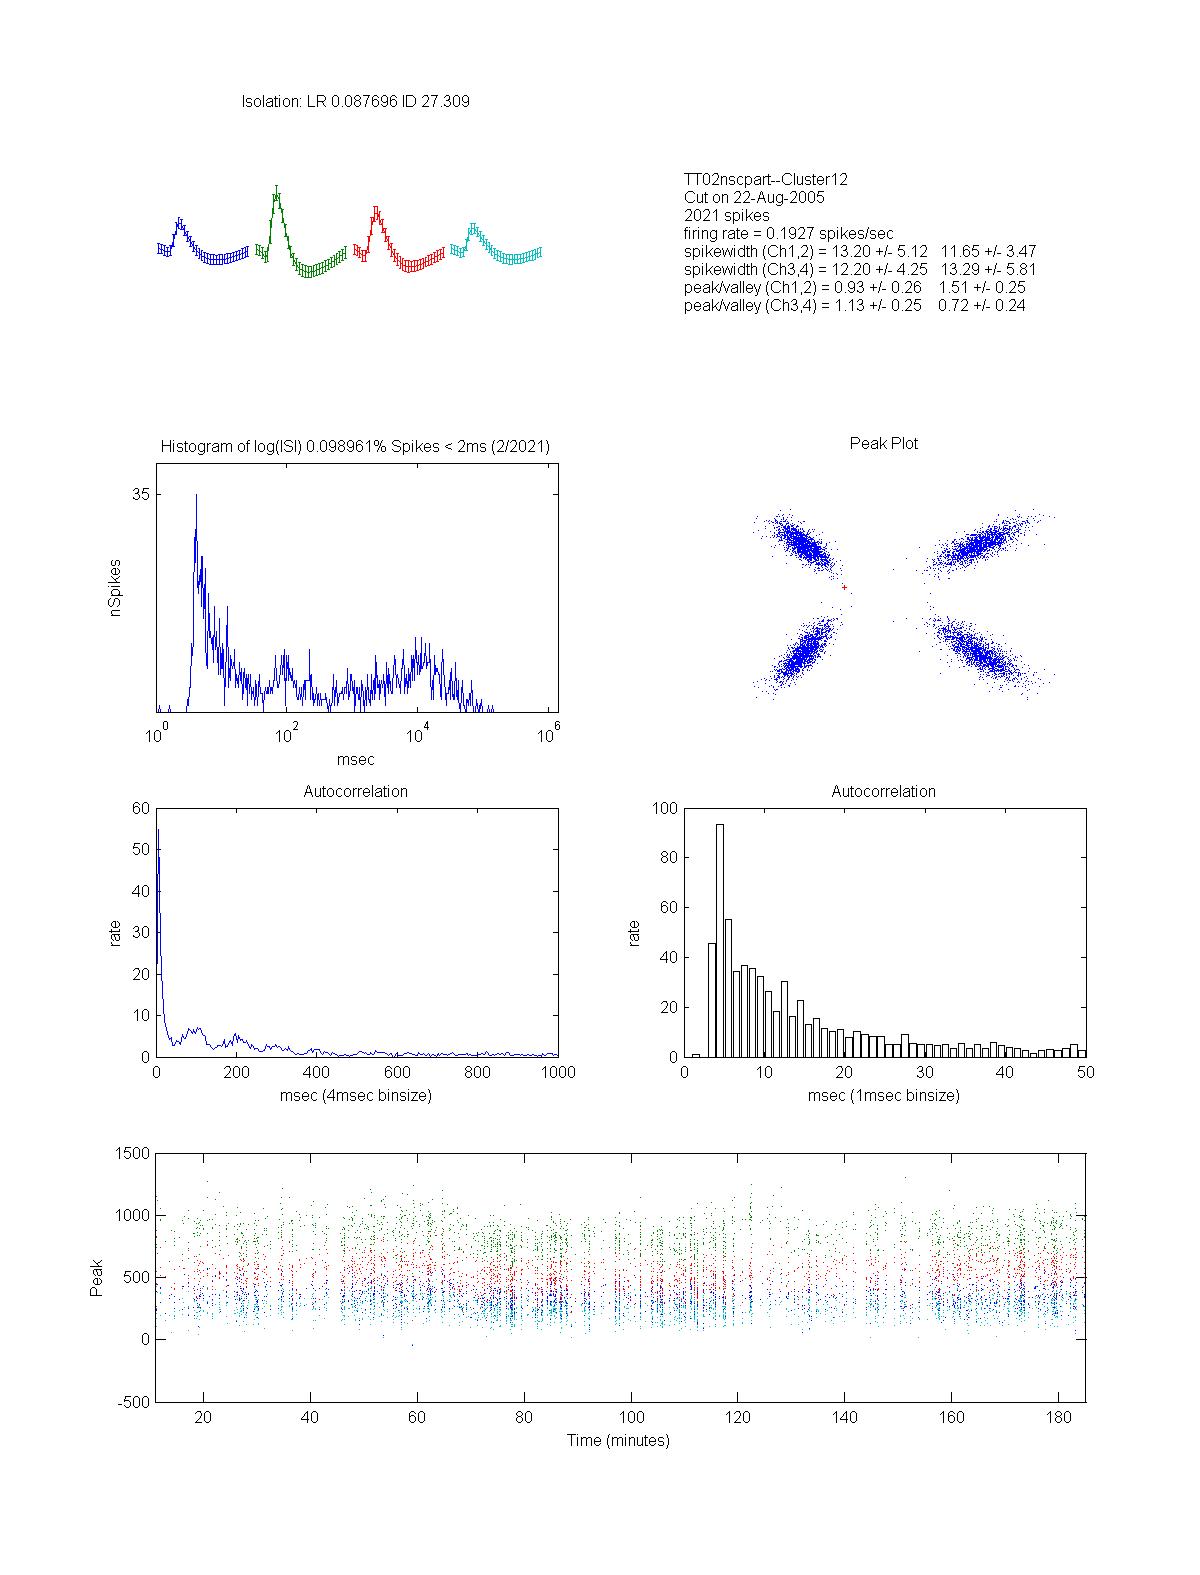 Isolation: LR 0.087696 ID 27.309
TT02nscpart--Cluster12
Cut on 22-Aug-2005
2021 spikes
firing rate = 0.1927 spikes/sec
spikewidth (Ch1,2) = 13.20 +/- 5.12 11.65 +/- 3.47
spikewidth (Ch3,4) = 12.20 +/- 4.25 13.29 +/- 5.81
peak/valley (Ch1,2) = 0.93 +/- 0.26 1.51 +/- 0.25
peak/valley (Ch3,4) = 1.13 +/- 0.25 0.72 +/- 0.24
Histogram of log(ISI) 0.098961% Spikes < 2ms (2/2021)
35
nSpikes
10^0 10^2 10^4 10^6
msec
Peak Plot
Autocorrelation
60
50
40
30
20
10
0
rate
0 200 400 600 800 1000
msec (4msec binsize)
Autocorrelation
100
80
60
40
20
0
rate
0 10 20 30 40 50
msec (1msec binsize)
1500
1000
500
0
-500
Peak
20 40 60 80 100 120 140 160 180
Time (minutes)